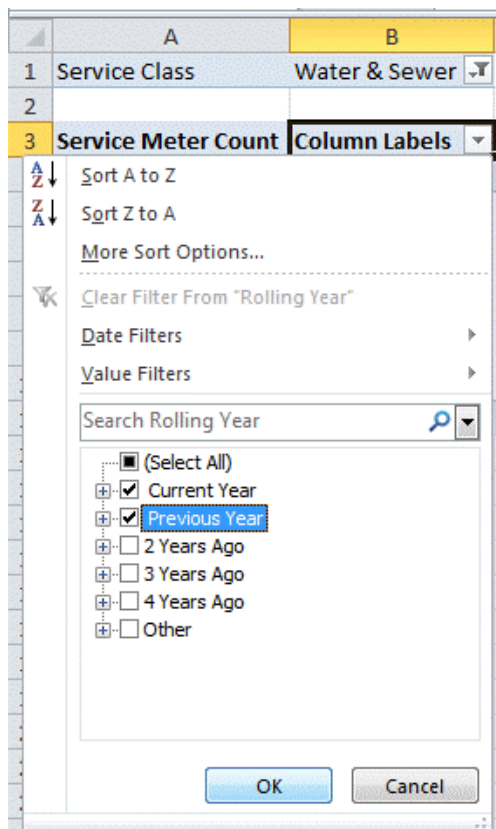 A B
1 Service Class Water & Sewer
2
3 Service Meter Count Column Labels
Sort A to Z
Sort Z to A
More Sort Options...
Clear Filter From "Rolling Year"
Date Filters
Value Filters
Search Rolling Year
(Select All)
Current Year
Previous Year
2 Years Ago
3 Years Ago
4 Years Ago
Other
OK Cancel